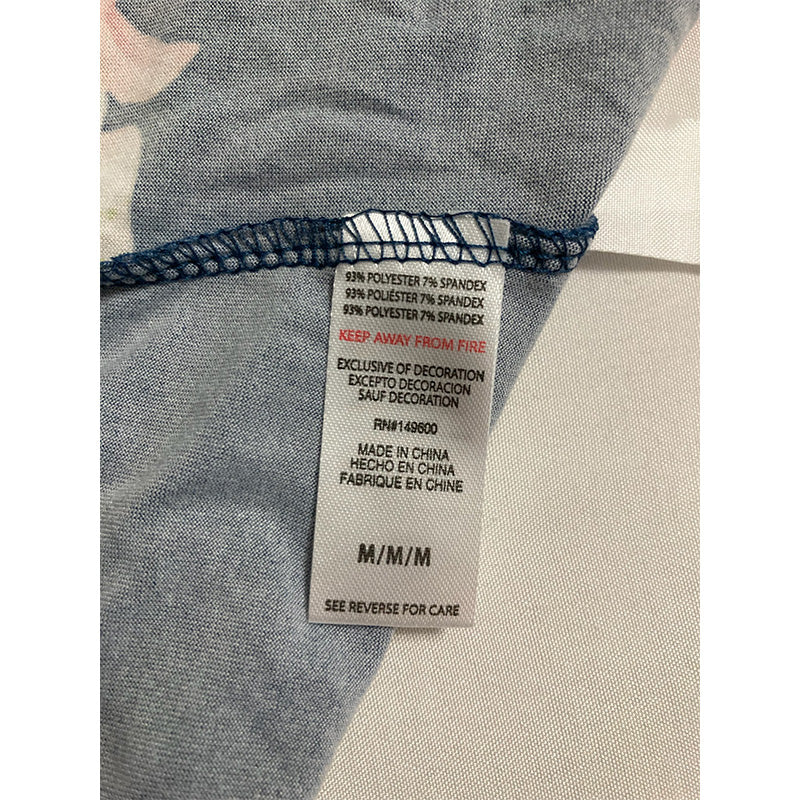 93% POLYESTER 7% SPANDEX
93% POLIÉSTER 7% SPANDEX
93% POLYESTER 7% SPANDEX
KEEP AWAY FROM FIRE
EXCLUSIVE OF DECORATION
EXCEPTO DECORACION
SAUF DECORATION
RN#149600
MADE IN CHINA
HECHO EN CHINA
FABRIQUE EN CHINE
M/M/M
SEE REVERSE FOR CARE